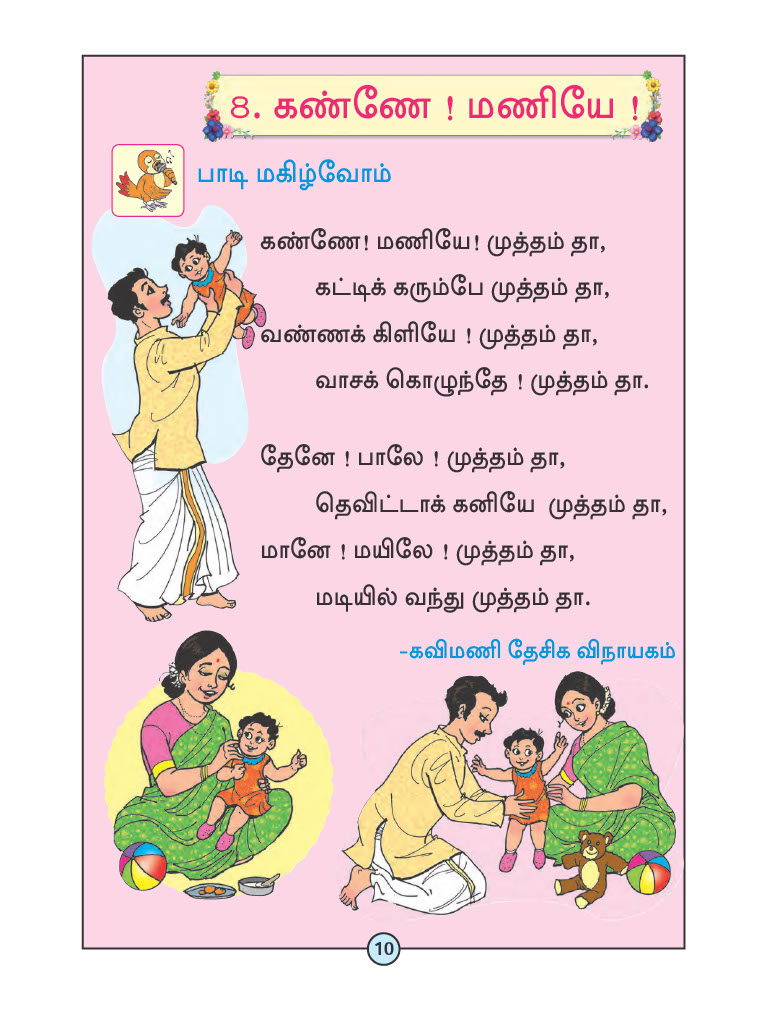 8. கண்ணே ! மணியே !
பாடி மகிழ்வோம்
கண்ணே! மணியே! முத்தம் தா,
கட்டிக் கரும்பே முத்தம் தா,
வண்ணக் கிளியே ! முத்தம் தா,
வாசக் கொழுந்தே ! முத்தம் தா.
தேனே ! பாலே ! முத்தம் தா,
தெவிட்டாக் கனியே முத்தம் தா,
மானே ! மயிலே ! முத்தம் தா,
மடியில் வந்து முத்தம் தா.
-கவிமணி தேசிக விநாயகம்
10